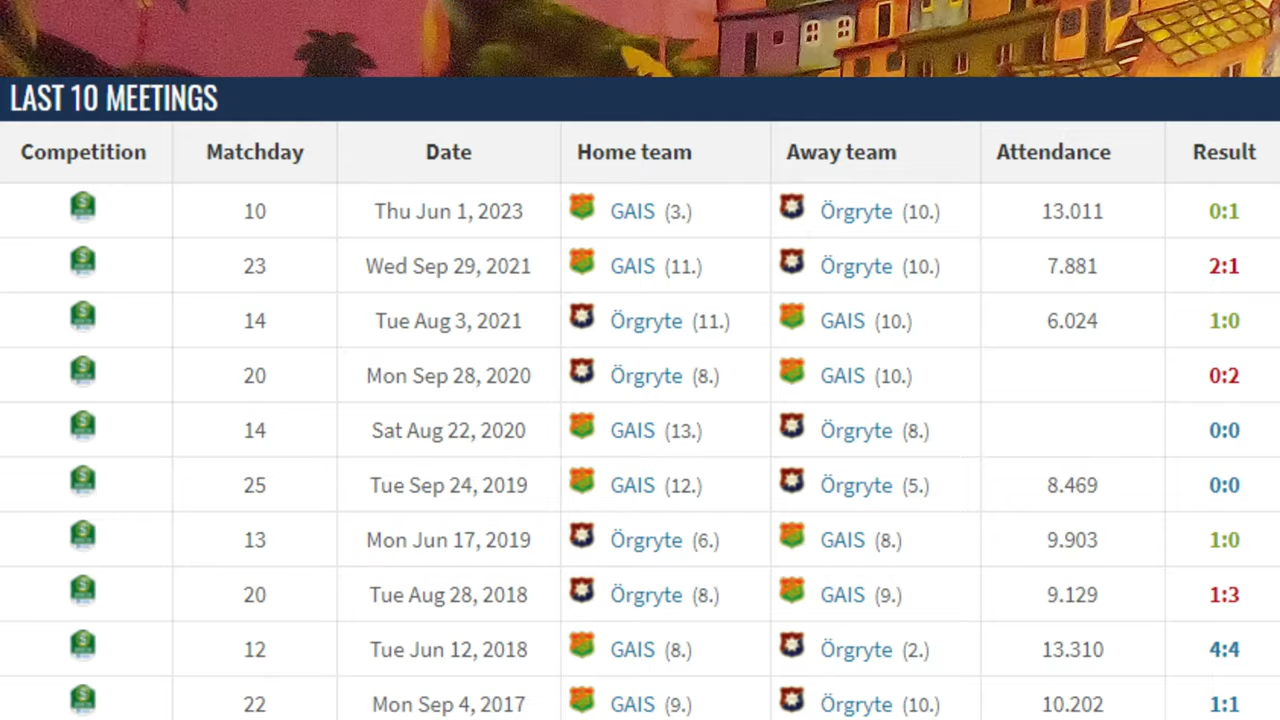 LAST 10 MEETINGS
Competition Matchday Date Home team Away team Attendance Result
10 Thu Jun 1, 2023 GAIS (3.) Örgryte (10.) 13.011 0:1
23 Wed Sep 29, 2021 GAIS (11.) Örgryte (10.) 7.881 2:1
14 Tue Aug 3, 2021 Örgryte (11.) GAIS (10.) 6.024 1:0
20 Mon Sep 28, 2020 Örgryte (8.) GAIS (10.) 0:2
14 Sat Aug 22, 2020 GAIS (13.) Örgryte (8.) 0:0
25 Tue Sep 24, 2019 GAIS (12.) Örgryte (5.) 8.469 0:0
13 Mon Jun 17, 2019 Örgryte (6.) GAIS (8.) 9.903 1:0
20 Tue Aug 28, 2018 Örgryte (8.) GAIS (9.) 9.129 1:3
12 Tue Jun 12, 2018 GAIS (8.) Örgryte (2.) 13.310 4:4
22 Mon Sep 4, 2017 GAIS (9.) Örgryte (10.) 10.202 1:1